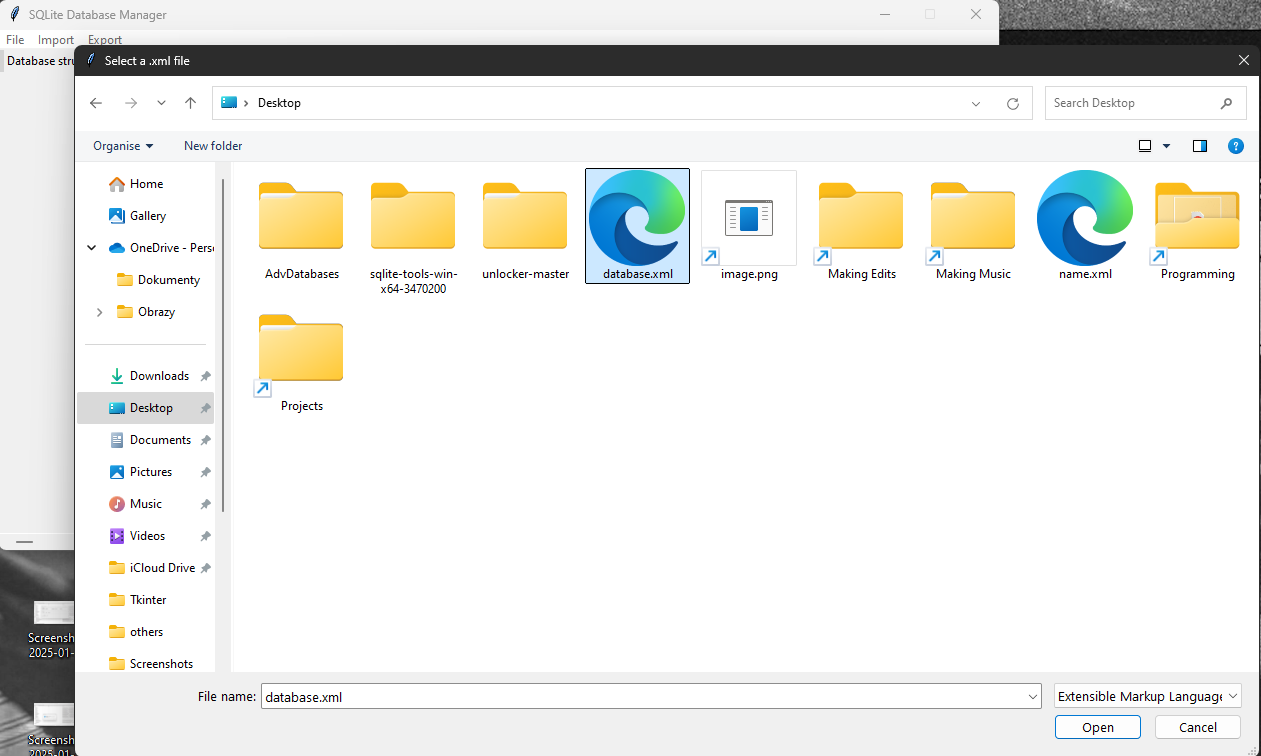 SQLite Database Manager
File Import Export
Database stru
Select a .xml file
Desktop
Search Desktop
Organise
New folder
?
Home
Gallery
OneDrive - Pers
Dokumenty
Obrazy
Downloads
Desktop
Documents
Pictures
Music
Videos
iCloud Drive
Tkinter
others
Screenshots
AdvDatabases
sqlite-tools-win-
x64-3470200
unlocker-master
database.xml
image.png
Making Edits
Making Music
name.xml
Programming
Projects
Screensh
2025-01-
Screensh
2025-01-
File name:
database.xml
Extensible Markup Language
Open
Cancel